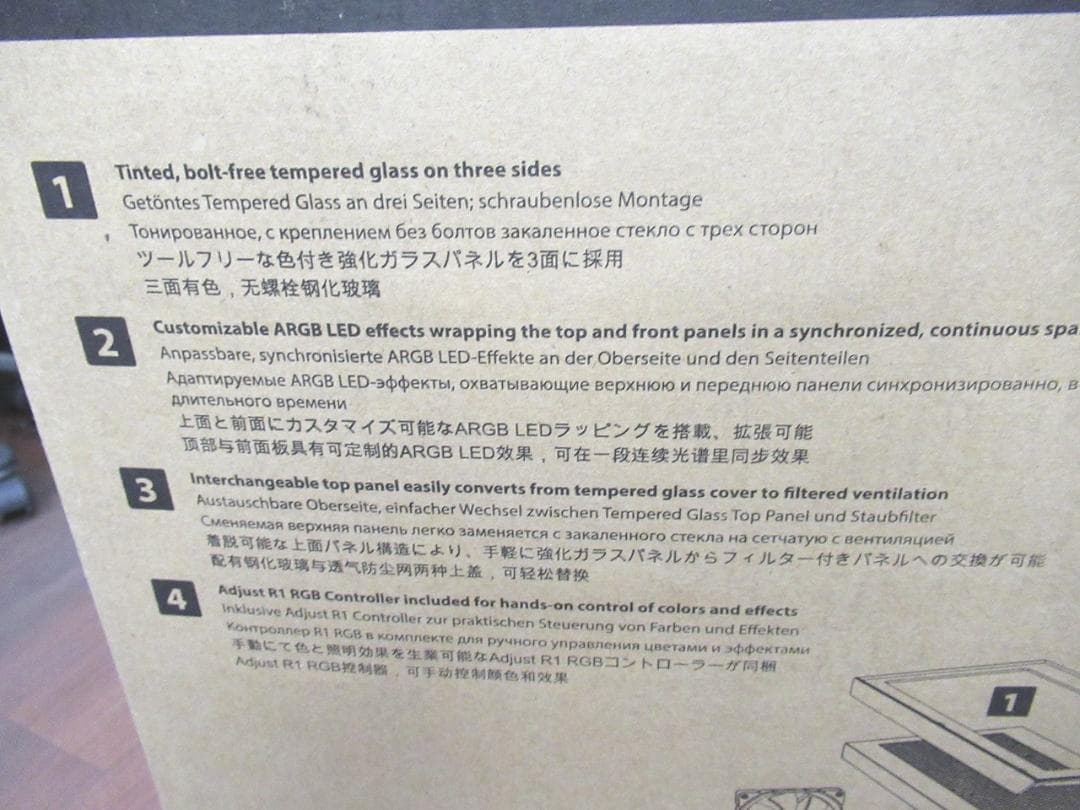 1
Tinted, bolt-free tempered glass on three sides
Getöntes Tempered Glass an drei Seiten; schraubenlose Montage
Тонированное, с креплением без болтов закаленное стекло с трех сторон
ツールフリーな色付き強化ガラスパネルを3面に採用
三面有色，无螺栓钢化玻璃
2
Customizable ARGB LED effects wrapping the top and front panels in a synchronized, continuous
Anpassbare, synchronisierte ARGB LED-Effekte an der Oberseite und den Seitenteilen
Адаптируемые ARGB LED-эффекты, охватывающие верхнюю и переднюю панели синхронизированно, в
длительного времени
上面と前面にカスタマイズ可能なARGB LEDラッピングを搭載、拡張可能
顶部与前面板具有可定制的ARGB LED效果，可在一段连续光谱里同步效果
3
Interchangeable top panel easily converts from tempered glass cover to filtered ventilation
Austauschbare Oberseite, einfacher Wechsel zwischen Tempered Glass Top Panel und Staubfilter
Сменяемая верхняя панель легко заменяется с закаленного стекла на сетчатую с вентиляцией
着脱可能な上面パネル構造により、手軽に強化ガラスパネルからフィルター付きパネルへの交換が可能
配有钢化玻璃与透气防尘网两种上盖，可轻松替换
4
Adjust R1 RGB Controller included for hands-on control of colors and effects
Inklusive Adjust R1 Controller zur praktischen Steuerung von Farben und Effekten
Контроллер R1 RGB в комплекте для ручного управления цветами и эффектами
手動にて色と照明効果を生業可能なAdjust R1 RGBコントローラーが同梱
Adjust R1 RGB控制器，可手动控制颜色和效果
1